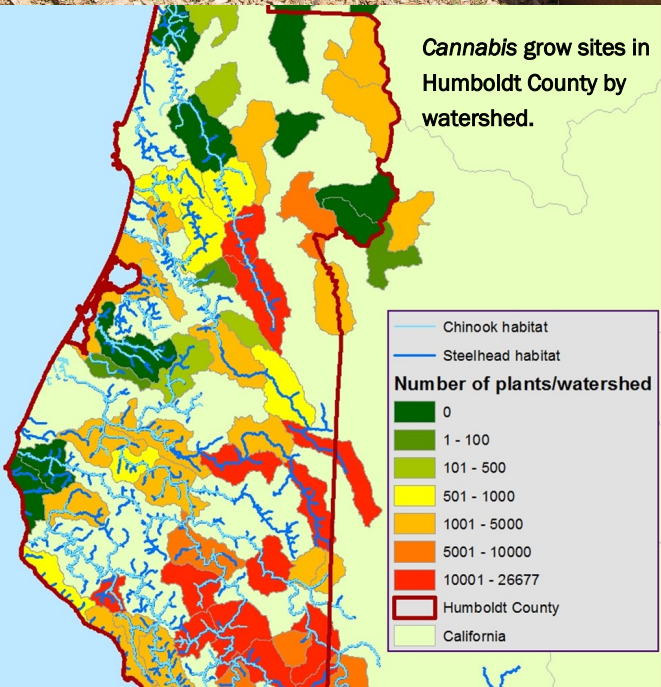 Cannabis grow sites in
Humboldt County by
watershed.
Chinook habitat
Steelhead habitat
Number of plants/watershed
0
1 - 100
101 - 500
501 - 1000
1001 - 5000
5001 - 10000
10001 - 26677
Humboldt County
California